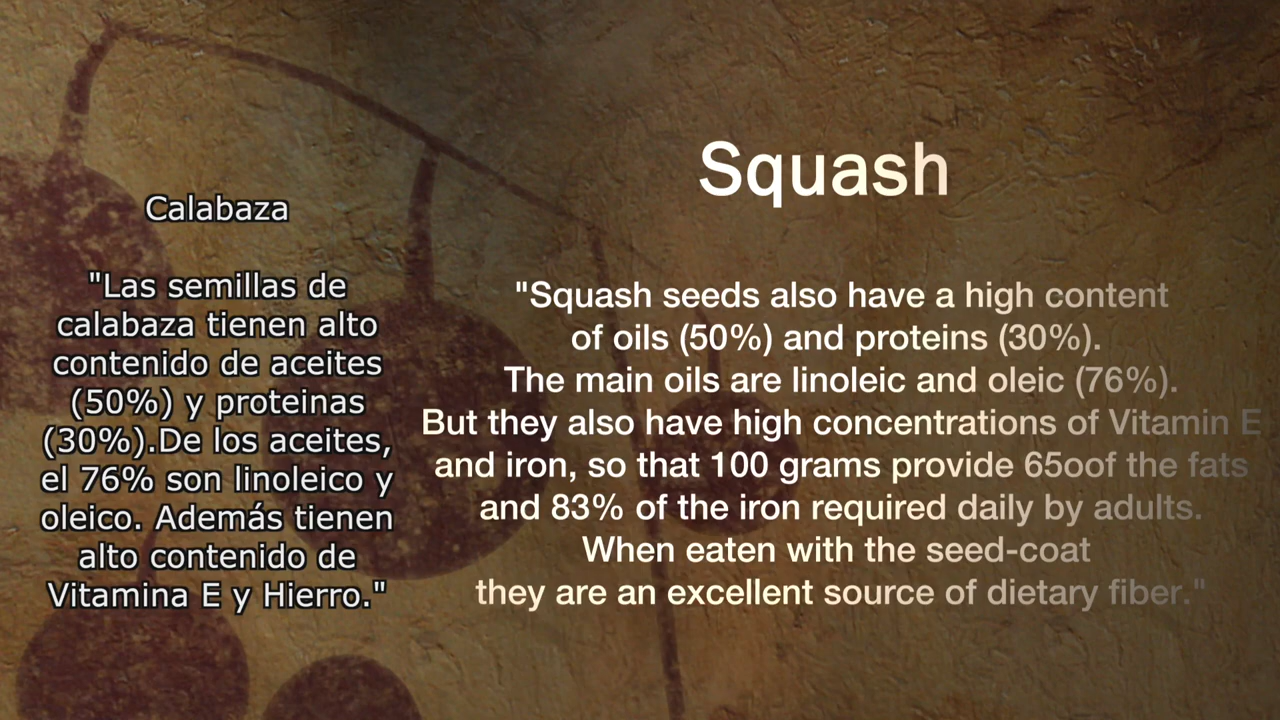 Calabaza
"Las semillas de
calabaza tienen alto
contenido de aceites
(50%) y proteinas
(30%).De los aceites,
el 76% son linoleico y
oleico. Además tienen
alto contenido de
Vitamina E y Hierro."
Squash
"Squash seeds also have a high content
of oils (50%) and proteins (30%).
The main oils are linoleic and oleic (76%).
But they also have high concentrations of Vitamin E
and iron, so that 100 grams provide 65oof the fats
and 83% of the iron required daily by adults.
When eaten with the seed-coat
they are an excellent source of dietary fiber."